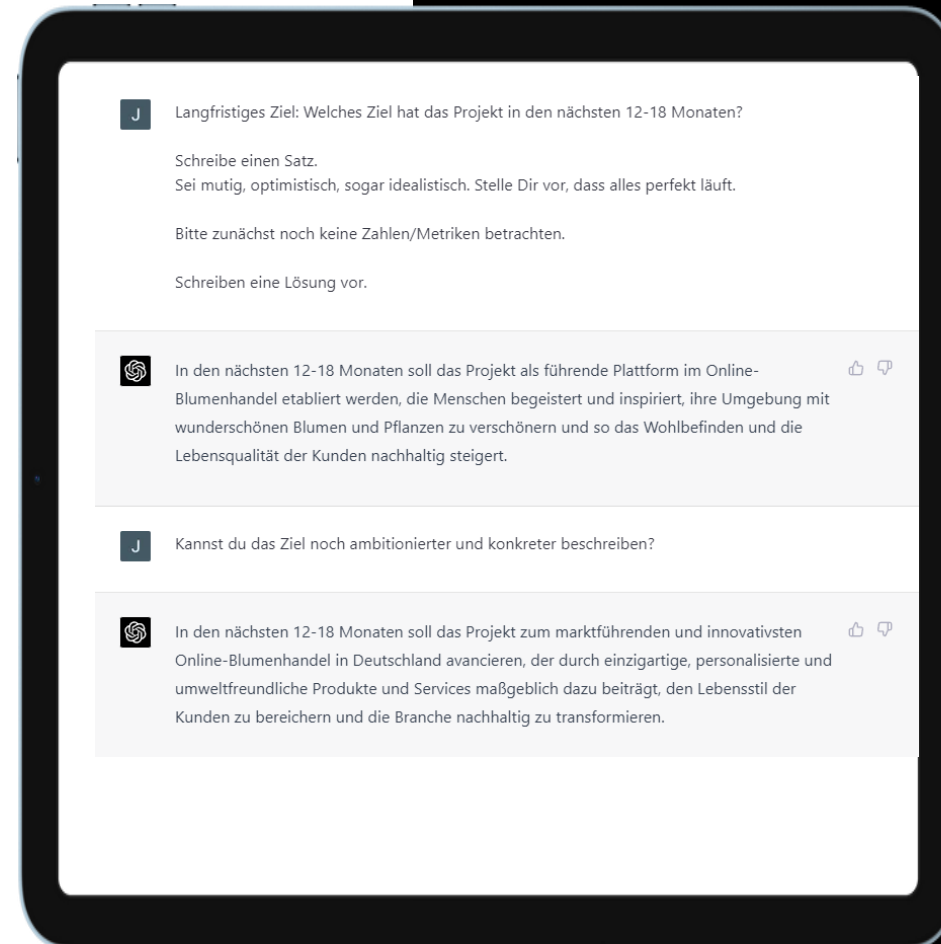 J
Langfristiges Ziel: Welches Ziel hat das Projekt in den nächsten 12-18 Monaten?
Schreibe einen Satz.
Sei mutig, optimistisch, sogar idealistisch. Stelle Dir vor, dass alles perfekt läuft.
Bitte zunächst noch keine Zahlen/Metriken betrachten.
Schreiben eine Lösung vor.
In den nächsten 12-18 Monaten soll das Projekt als führende Plattform im Online-
Blumenhandel etabliert werden, die Menschen begeistert und inspiriert, ihre Umgebung mit
wunderschönen Blumen und Pflanzen zu verschönern und so das Wohlbefinden und die
Lebensqualität der Kunden nachhaltig steigert.
J
Kannst du das Ziel noch ambitionierter und konkreter beschreiben?
In den nächsten 12-18 Monaten soll das Projekt zum marktführenden und innovativsten
Online-Blumenhandel in Deutschland avancieren, der durch einzigartige, personalisierte und
umweltfreundliche Produkte und Services maßgeblich dazu beiträgt, den Lebensstil der
Kunden zu bereichern und die Branche nachhaltig zu transformieren.